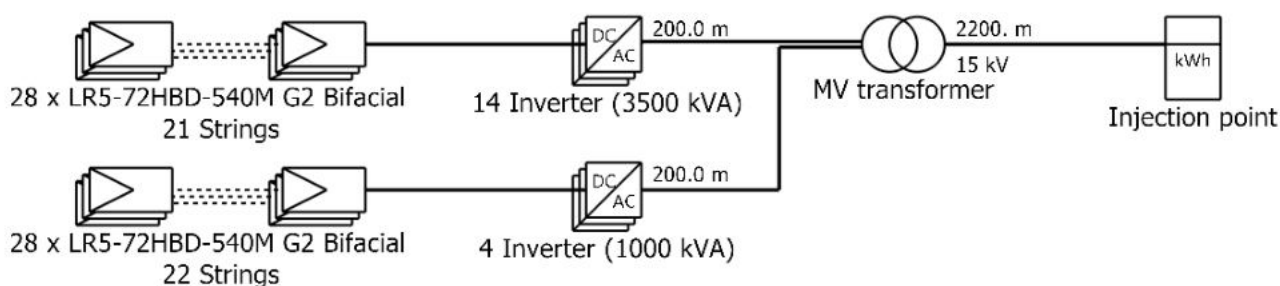 DC
AC
200.0 m
2200. m
15 kV
kWh
28 x LR5-72HBD-540M G2 Bifacial
21 Strings
14 Inverter (3500 kVA)
MV transformer
Injection point
DC
AC
200.0 m
28 x LR5-72HBD-540M G2 Bifacial
22 Strings
4 Inverter (1000 kVA)